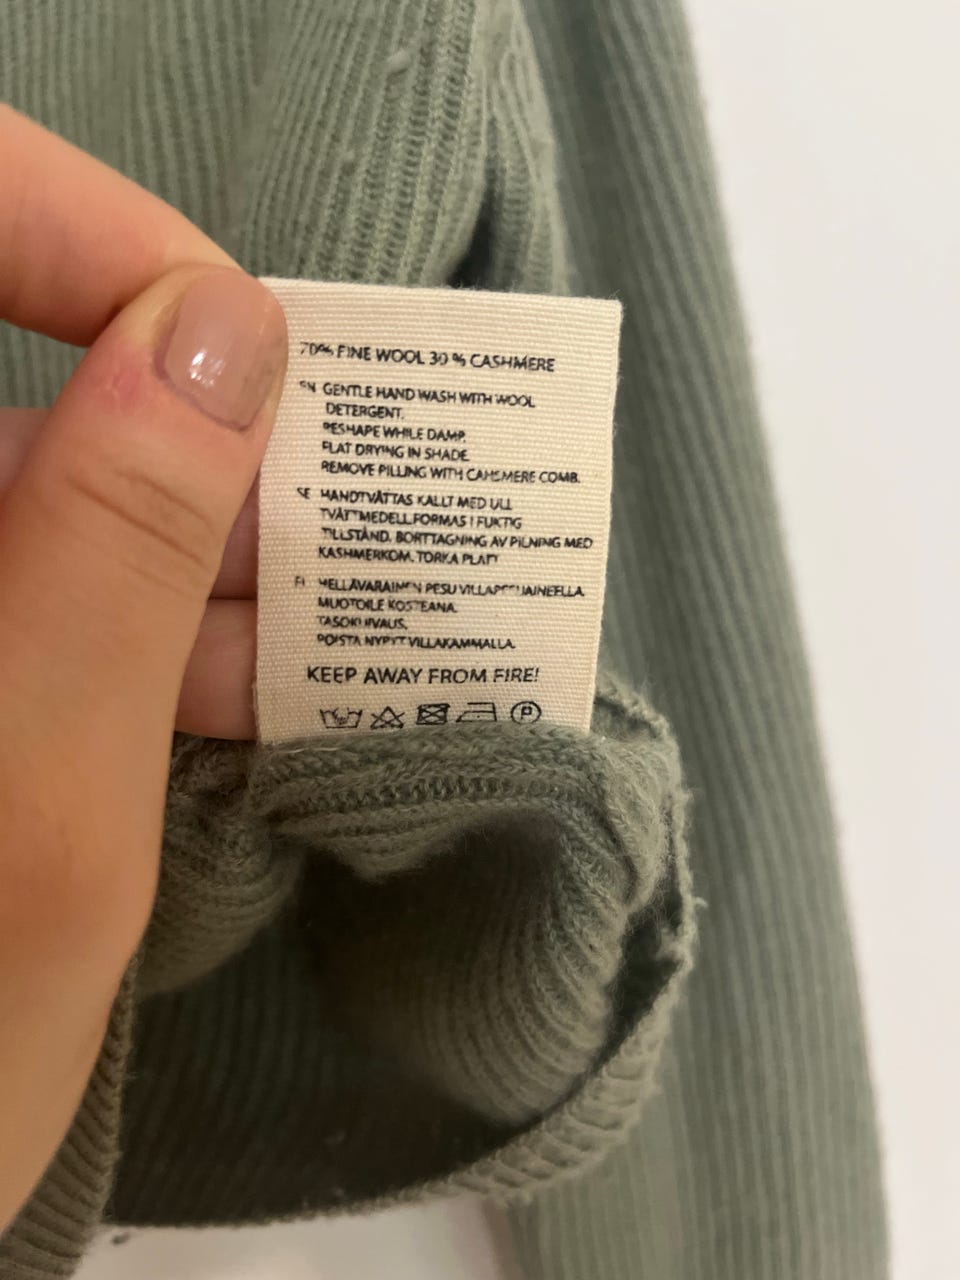 70% FINE WOOL 30 % CASHMERE
EN GENTLE HAND WASH WITH WOOL
DETERGENT.
RESHAPE WHILE DAMP.
FLAT DRYING IN SHADE
REMOVE PILLING WITH CAHSMERE COMB.
SE HANDTVÄTTAS KALLT MED ULL
TVÄTTMEDELL.FORMAS I FUKTIG
TILLSTÅND. BORTTAGNING AV PILNING MED
KASHMERKOM. TORKA PLATT
FI HELLÄVARAINEN PESU VILLAPESUAINEELLA.
MUOTOILE KOSTEANA.
TASOKUIVAUS.
POISTA NYPYT VILLAKAMMALLA.
KEEP AWAY FROM FIRE!
P